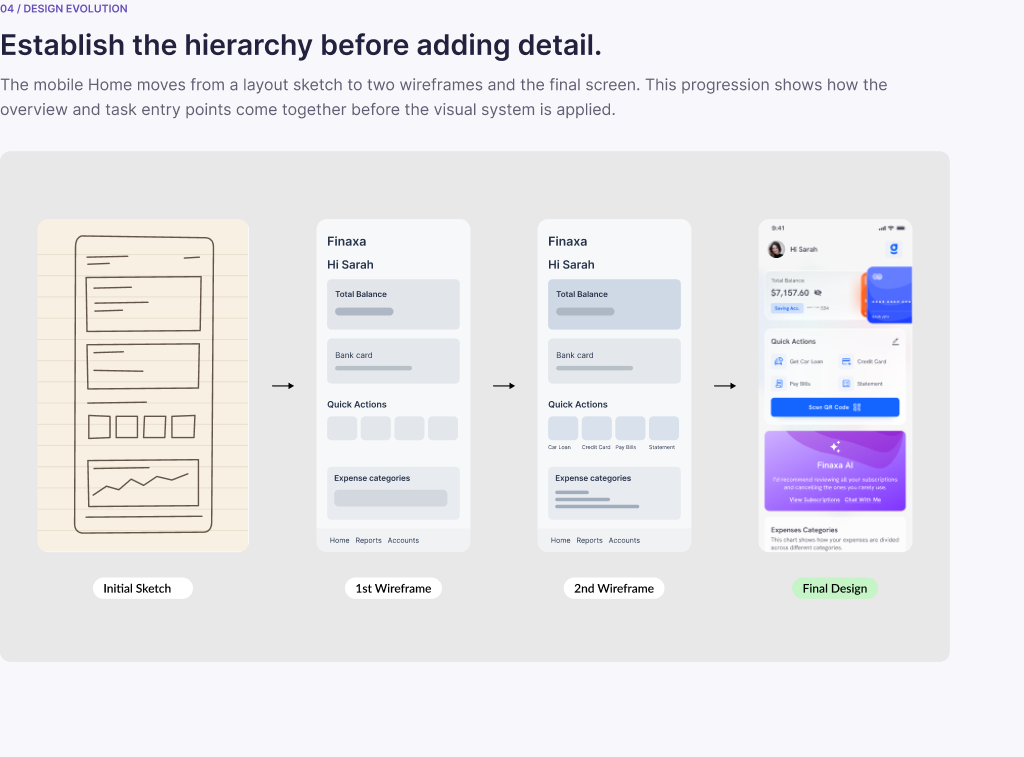 04 / DESIGN EVOLUTION
Establish the hierarchy before adding detail.
The mobile Home moves from a layout sketch to two wireframes and the final screen. This progression shows how the
overview and task entry points come together before the visual system is applied.
Initial Sketch
Finaxa
Hi Sarah
Total Balance
Bank card
Quick Actions
Expense categories
Home Reports Accounts
1st Wireframe
Finaxa
Hi Sarah
Total Balance
Bank card
Quick Actions
Car Loan Credit Card Pay Bills Statement
Expense categories
Home Reports Accounts
2nd Wireframe
9:41
Hi Sarah
Total Balance
$7,157.60
Saving Acc.
Quick Actions
Get Car Loan Credit Card
Pay Bills Statement
Scan QR Code
Finaxa AI
I'd recommend reviewing all your subscriptions
and cancelling the ones you rarely use.
View Subscriptions Chat With Me
Expenses Categories
This chart shows how your expenses are divided
across different categories.
Final Design